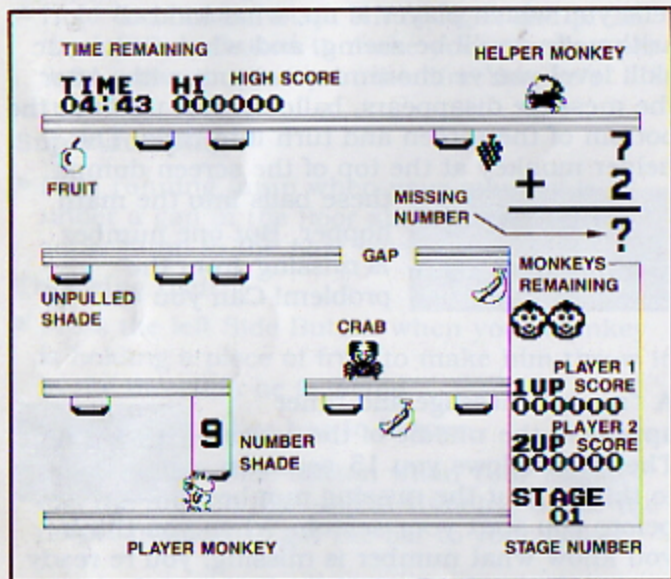 TIME REMAINING
HELPER MONKEY
TIME HI HIGH SCORE
04:43 000000
7
FRUIT
+ 2
MISSING
NUMBER
?
GAP
MONKEYS
REMAINING
UNPULLED
SHADE
CRAB
PLAYER 1
1UP SCORE
000000
PLAYER 2
2UP SCORE
000000
9
NUMBER
SHADE
STAGE
01
PLAYER MONKEY
STAGE NUMBER